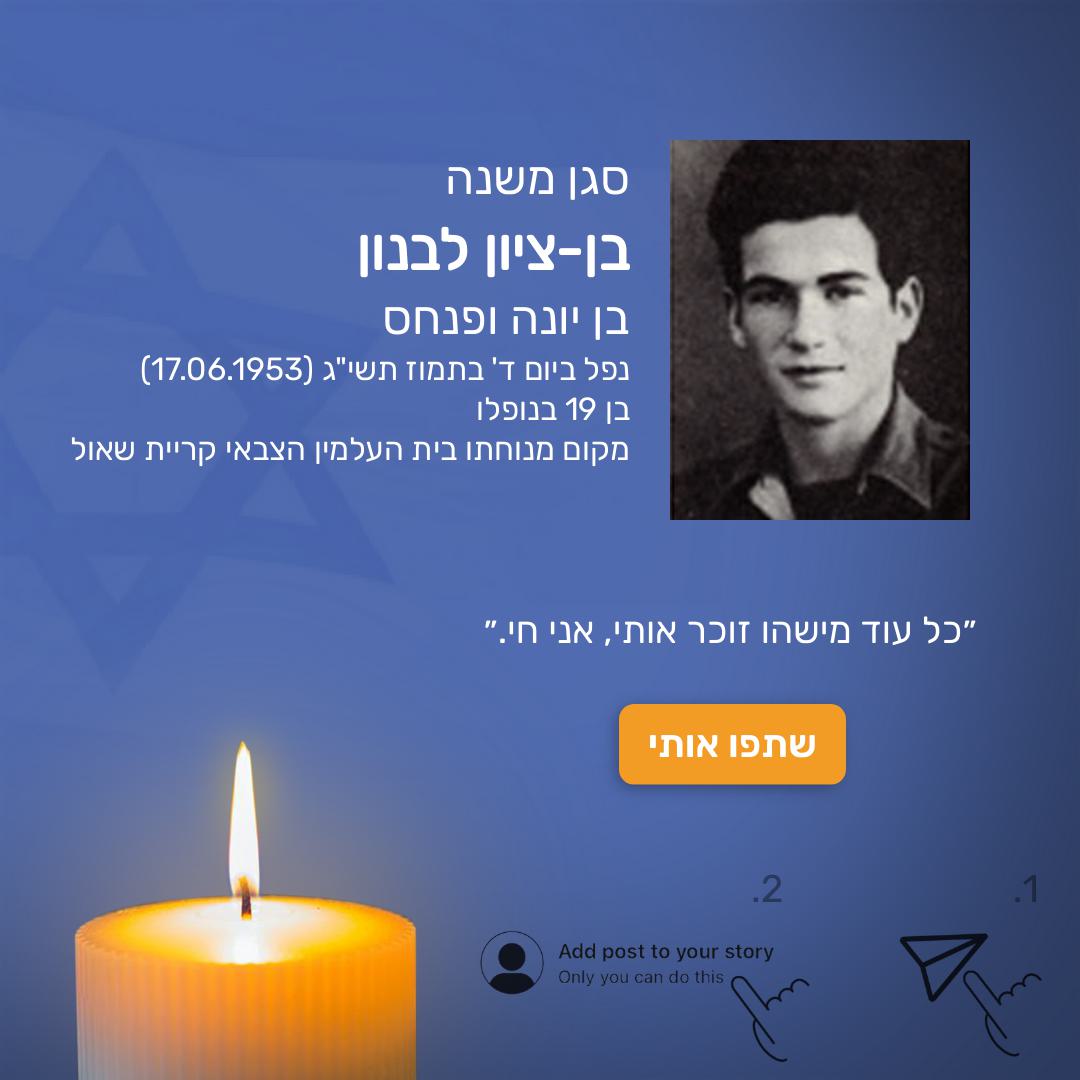 סגן משנה
בן-ציון לבנון
בן יונה ופנחס
נפל ביום ד' בתמוז תשי"ג (17.06.1953)
בן 19 בנופלו
מקום מנוחתו בית העלמין הצבאי קריית שאול
״כל עוד מישהו זוכר אותי, אני חי.״
שתפו אותי
1.
2.
Add post to your story
Only you can do this